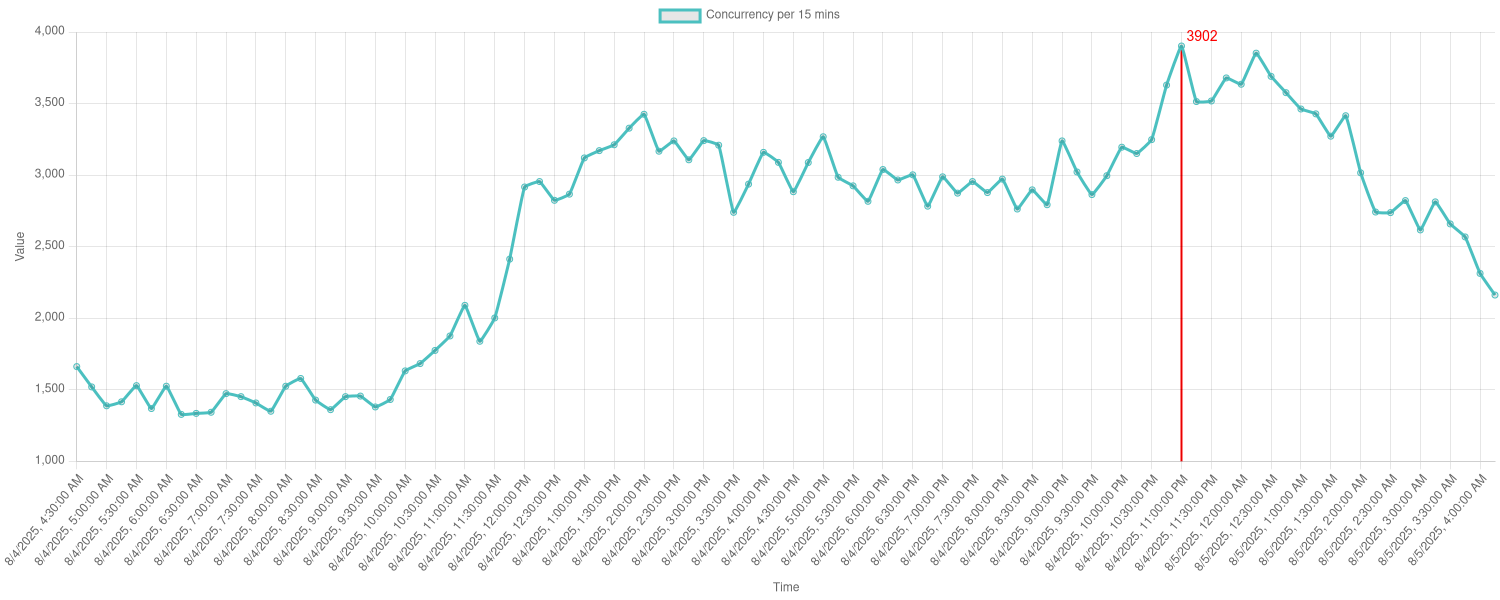 Concurrency per 15 mins
4,000
3902
3,500
3,000
2,500
2,000
1,500
1,000
Value
8/4/2025, 4:30:00 AM
8/4/2025, 5:00:00 AM
8/4/2025, 5:30:00 AM
8/4/2025, 6:00:00 AM
8/4/2025, 6:30:00 AM
8/4/2025, 7:00:00 AM
8/4/2025, 7:30:00 AM
8/4/2025, 8:00:00 AM
8/4/2025, 8:30:00 AM
8/4/2025, 9:00:00 AM
8/4/2025, 9:30:00 AM
8/4/2025, 10:00:00 AM
8/4/2025, 10:30:00 AM
8/4/2025, 11:00:00 AM
8/4/2025, 11:30:00 AM
8/4/2025, 12:00:00 PM
8/4/2025, 12:30:00 PM
8/4/2025, 1:00:00 PM
8/4/2025, 1:30:00 PM
8/4/2025, 2:00:00 PM
8/4/2025, 2:30:00 PM
8/4/2025, 3:00:00 PM
8/4/2025, 3:30:00 PM
8/4/2025, 4:00:00 PM
8/4/2025, 4:30:00 PM
8/4/2025, 5:00:00 PM
8/4/2025, 5:30:00 PM
8/4/2025, 6:00:00 PM
8/4/2025, 6:30:00 PM
8/4/2025, 7:00:00 PM
8/4/2025, 7:30:00 PM
8/4/2025, 8:00:00 PM
8/4/2025, 8:30:00 PM
8/4/2025, 9:00:00 PM
8/4/2025, 9:30:00 PM
8/4/2025, 10:00:00 PM
8/4/2025, 10:30:00 PM
8/4/2025, 11:00:00 PM
8/4/2025, 11:30:00 PM
8/5/2025, 12:00:00 AM
8/5/2025, 12:30:00 AM
8/5/2025, 1:00:00 AM
8/5/2025, 1:30:00 AM
8/5/2025, 2:00:00 AM
8/5/2025, 2:30:00 AM
8/5/2025, 3:00:00 AM
8/5/2025, 3:30:00 AM
8/5/2025, 4:00:00 AM
Time